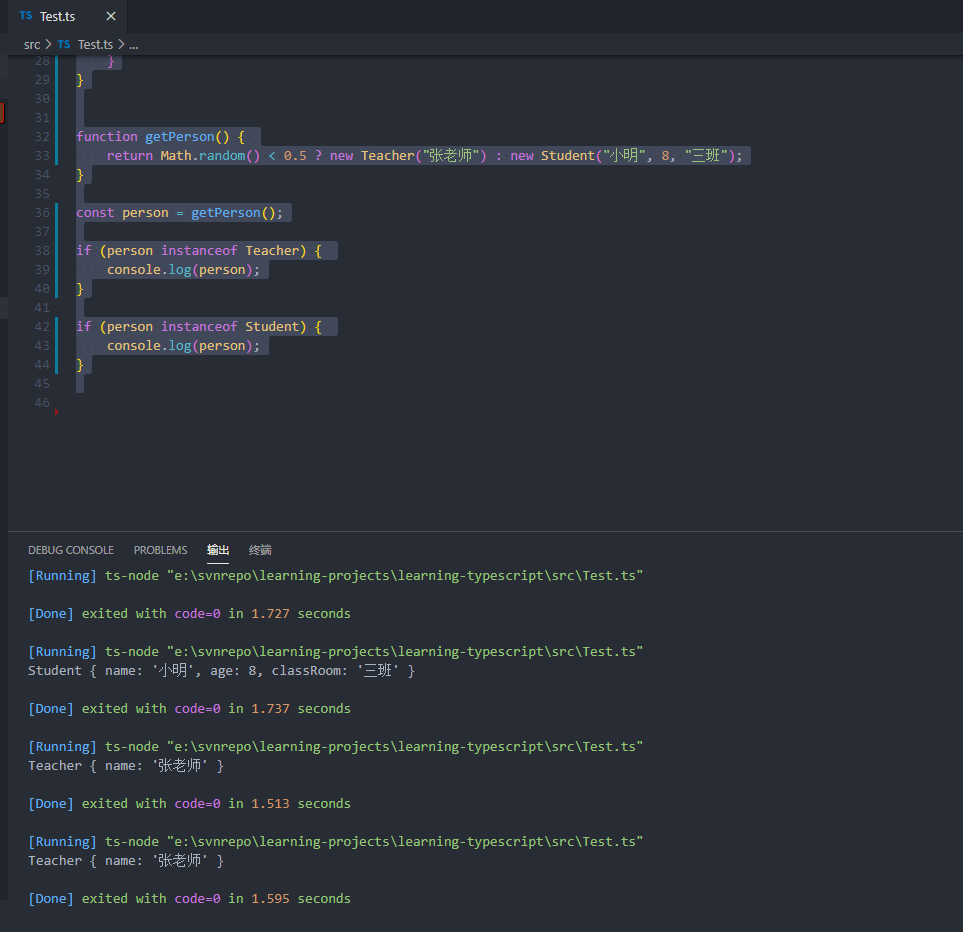 TS Test.ts ×
src > TS Test.ts > ...
28 }
29 }
30
31
32 function getPerson() {
33 return Math.random() < 0.5 ? new Teacher("张老师") : new Student("小明", 8, "三班");
34 }
35
36 const person = getPerson();
37
38 if (person instanceof Teacher) {
39 console.log(person);
40 }
41
42 if (person instanceof Student) {
43 console.log(person);
44 }
45
46
DEBUG CONSOLE PROBLEMS 输出 终端
[Running] ts-node "e:\svnrepo\learning-projects\learning-typescript\src\Test.ts"
[Done] exited with code=0 in 1.727 seconds
[Running] ts-node "e:\svnrepo\learning-projects\learning-typescript\src\Test.ts"
Student { name: '小明', age: 8, classRoom: '三班' }
[Done] exited with code=0 in 1.737 seconds
[Running] ts-node "e:\svnrepo\learning-projects\learning-typescript\src\Test.ts"
Teacher { name: '张老师' }
[Done] exited with code=0 in 1.513 seconds
[Running] ts-node "e:\svnrepo\learning-projects\learning-typescript\src\Test.ts"
Teacher { name: '张老师' }
[Done] exited with code=0 in 1.595 seconds